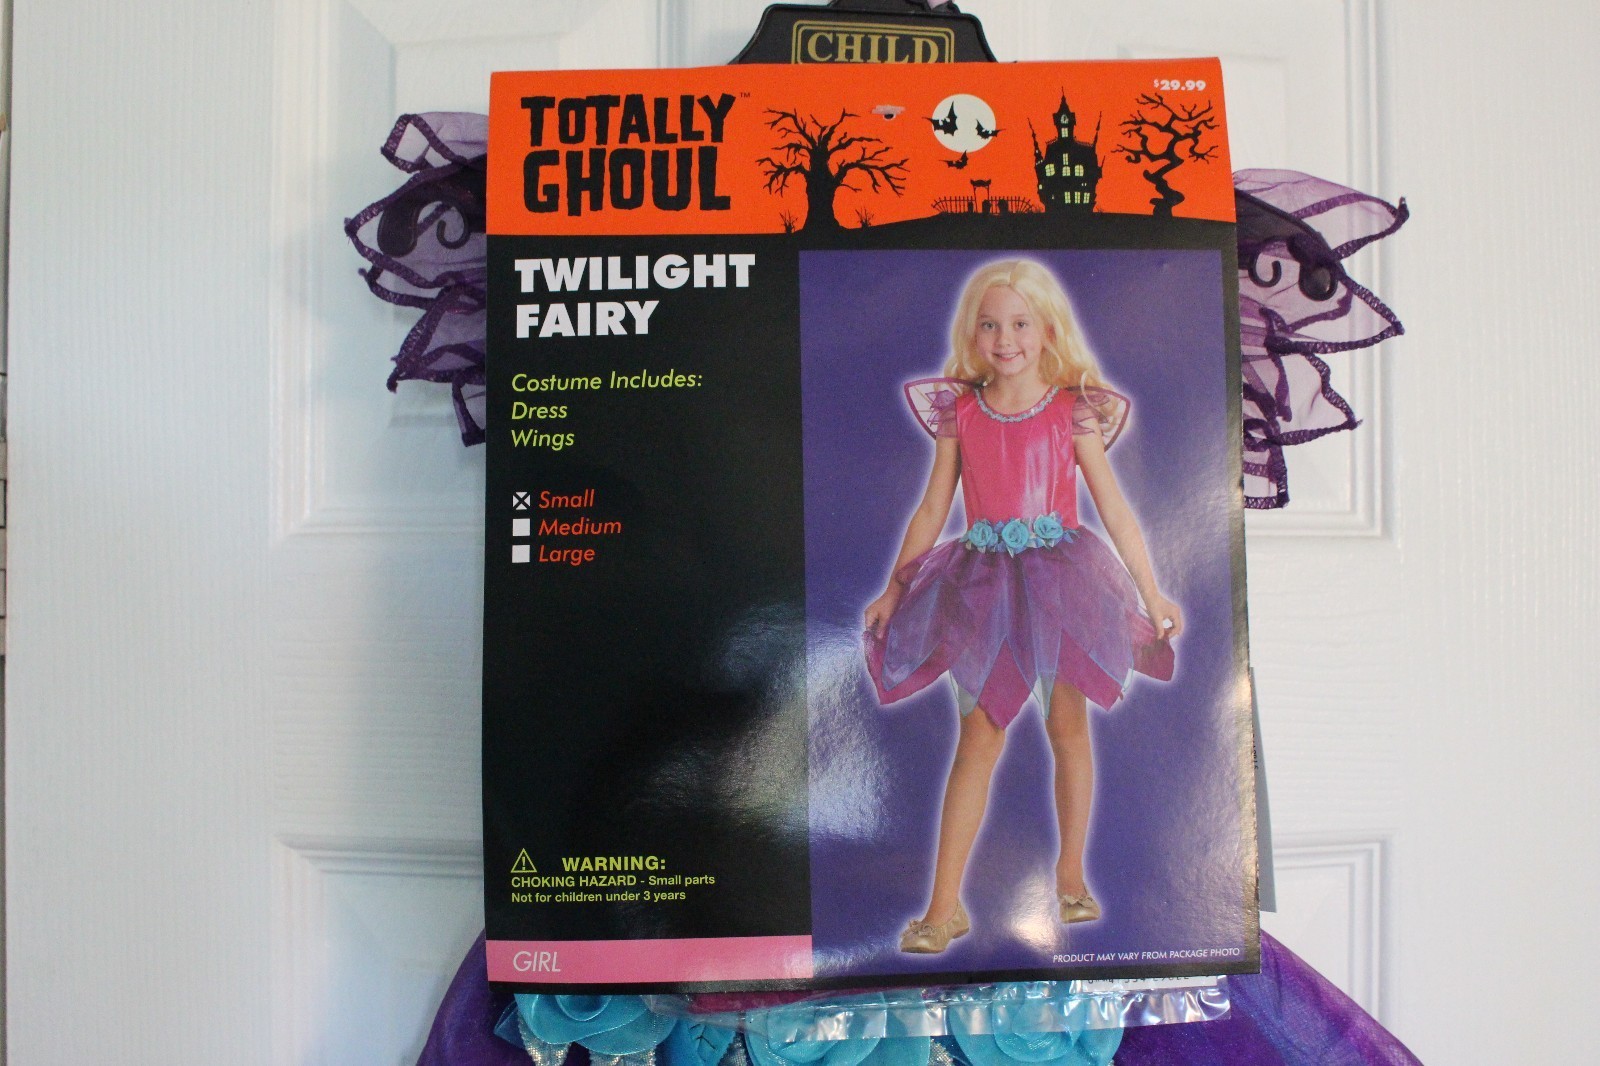 CHILD
$29.99
TOTALLY™
GHOUL
TWILIGHT
FAIRY
Costume Includes:
Dress
Wings
Small
Medium
Large
WARNING:
CHOKING HAZARD - Small parts
Not for children under 3 years
GIRL
PRODUCT MAY VARY FROM PACKAGE PHOTO